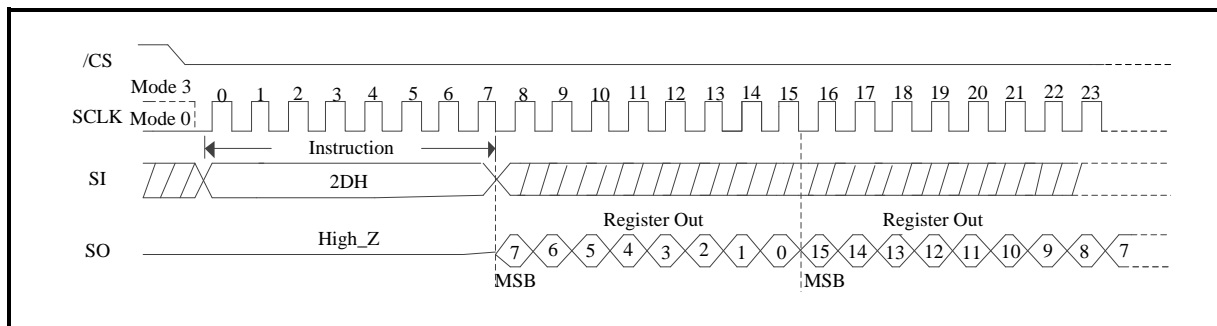 /CS
Mode 3
0 1 2 3 4 5 6 7 8 9 10 11 12 13 14 15 16 17 18 19 20 21 22 23
SCLK Mode 0
Instruction
SI 2DH
Register Out Register Out
High_Z
SO 7 6 5 4 3 2 1 0 15 14 13 12 11 10 9 8 7
MSB MSB